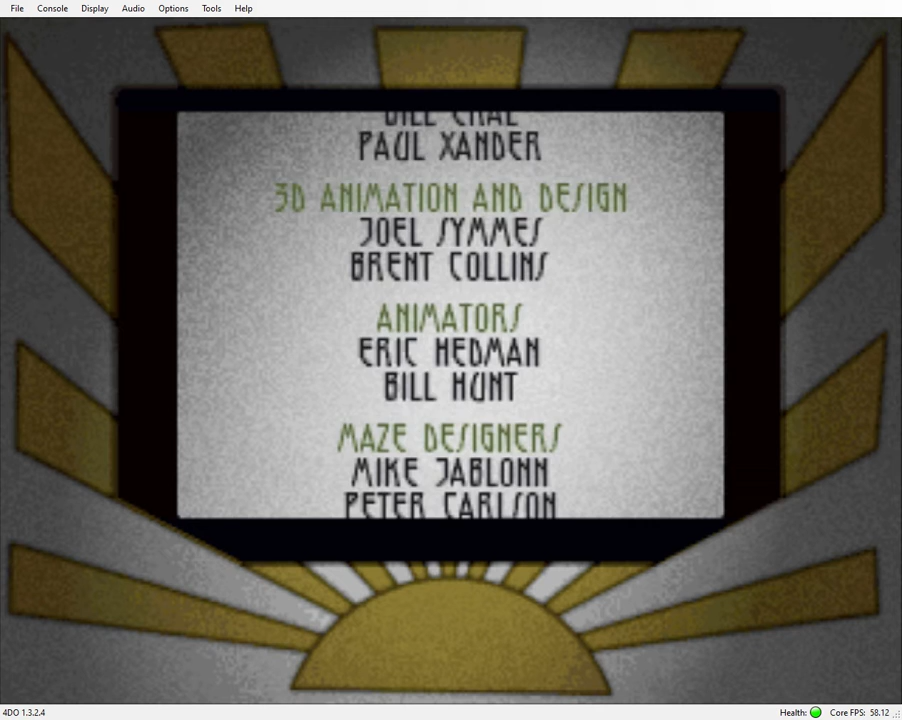 File Console Display Audio Options Tools Help
BILL CRAL
PAUL XANDER
3D ANIMATION AND DESIGN
JOEL SYMMES
BRENT COLLINS
ANIMATORS
ERIC HEDMAN
BILL HUNT
MAZE DESIGNERS
MIKE JABLONN
PETER CARLSON
4DO 1.3.2.4 Health: Core FPS: 58.12